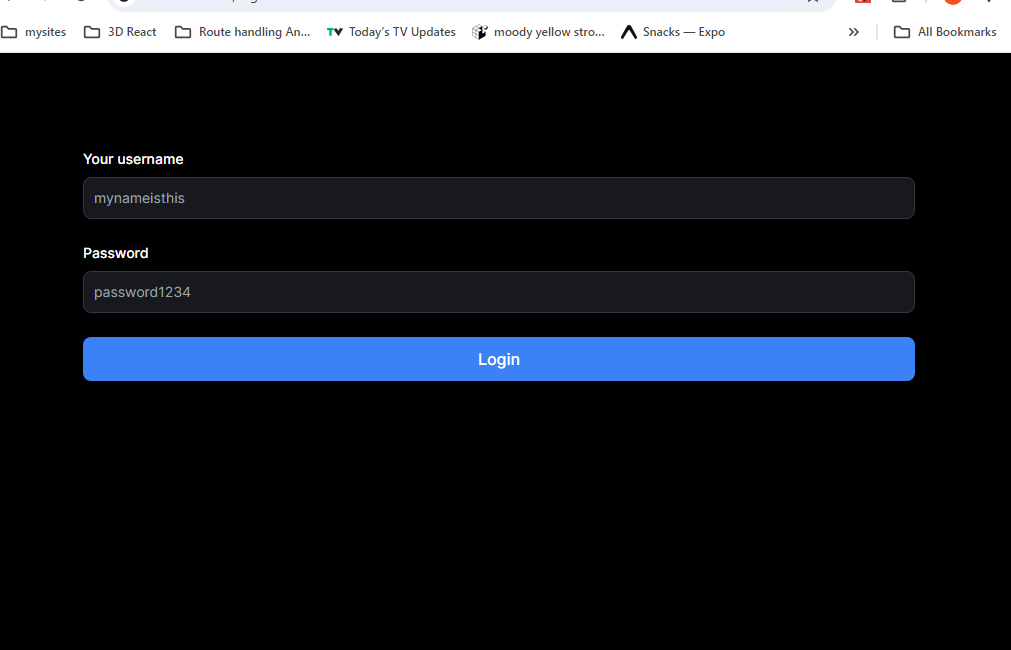 mysites 3D React Route handling An... Today's TV Updates moody yellow stro... Snacks — Expo All Bookmarks
Your username
mynameisthis
Password
password1234
Login